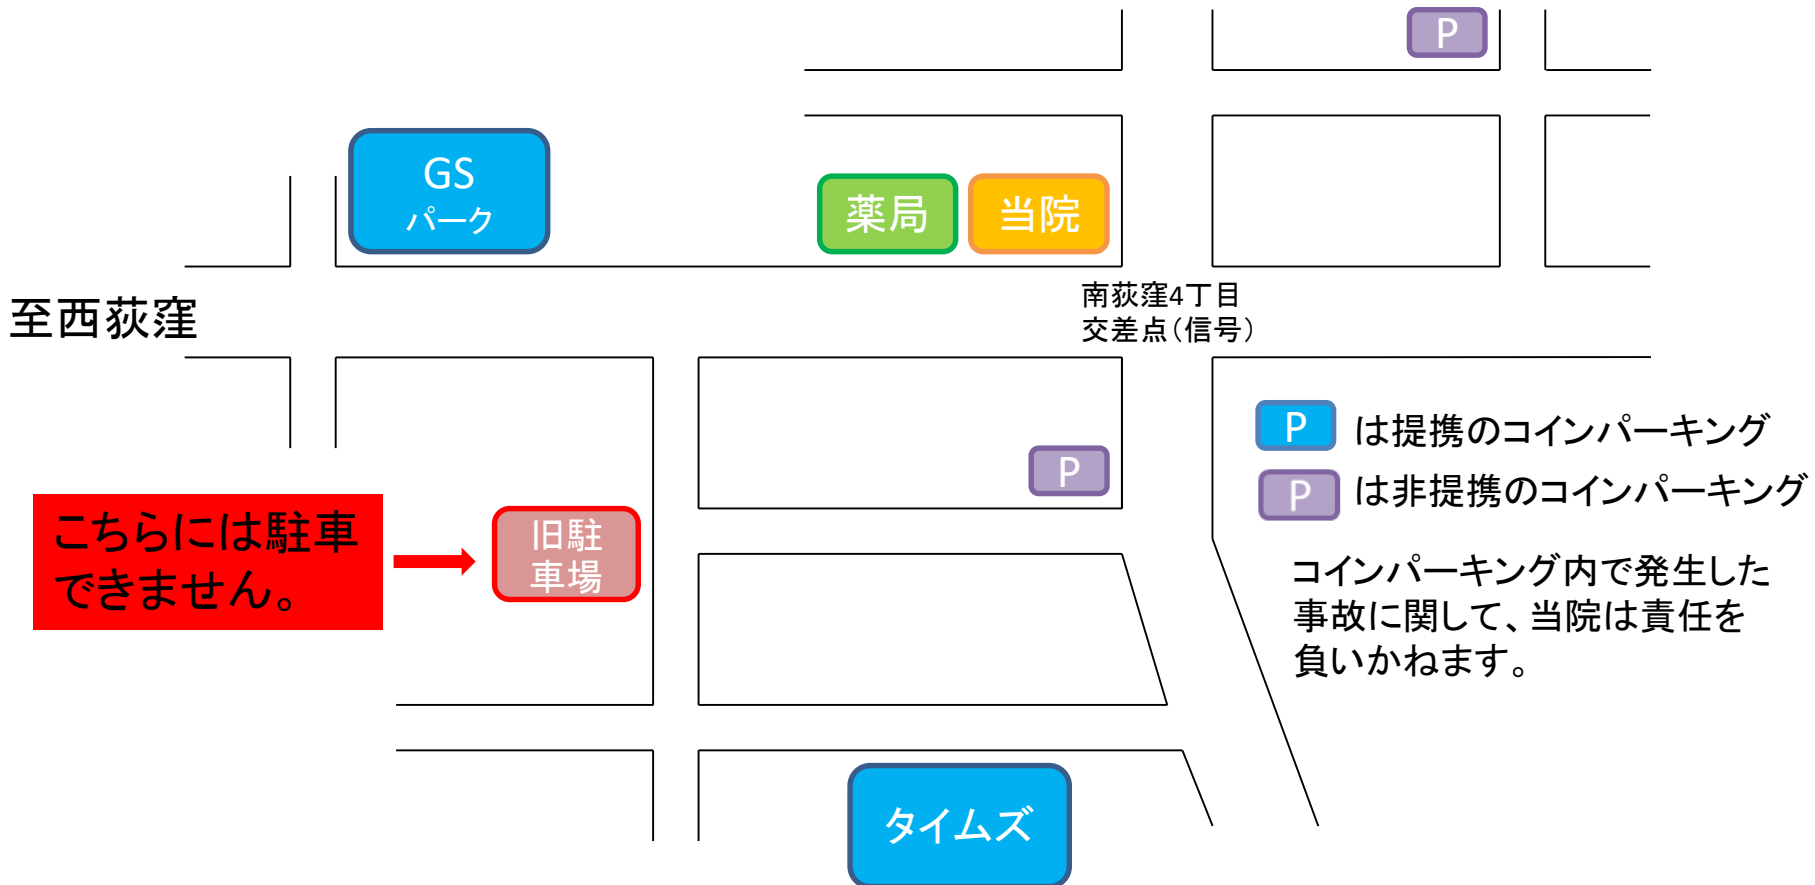 P
GS
パーク
薬局
当院
至西荻窪
南荻窪4丁目
交差点（信号）
P は提携のコインパーキング
P は非提携のコインパーキング
P
こちらには駐車
できません。
旧駐
車場
コインパーキング内で発生した
事故に関して、当院は責任を
負いかねます。
タイムズ